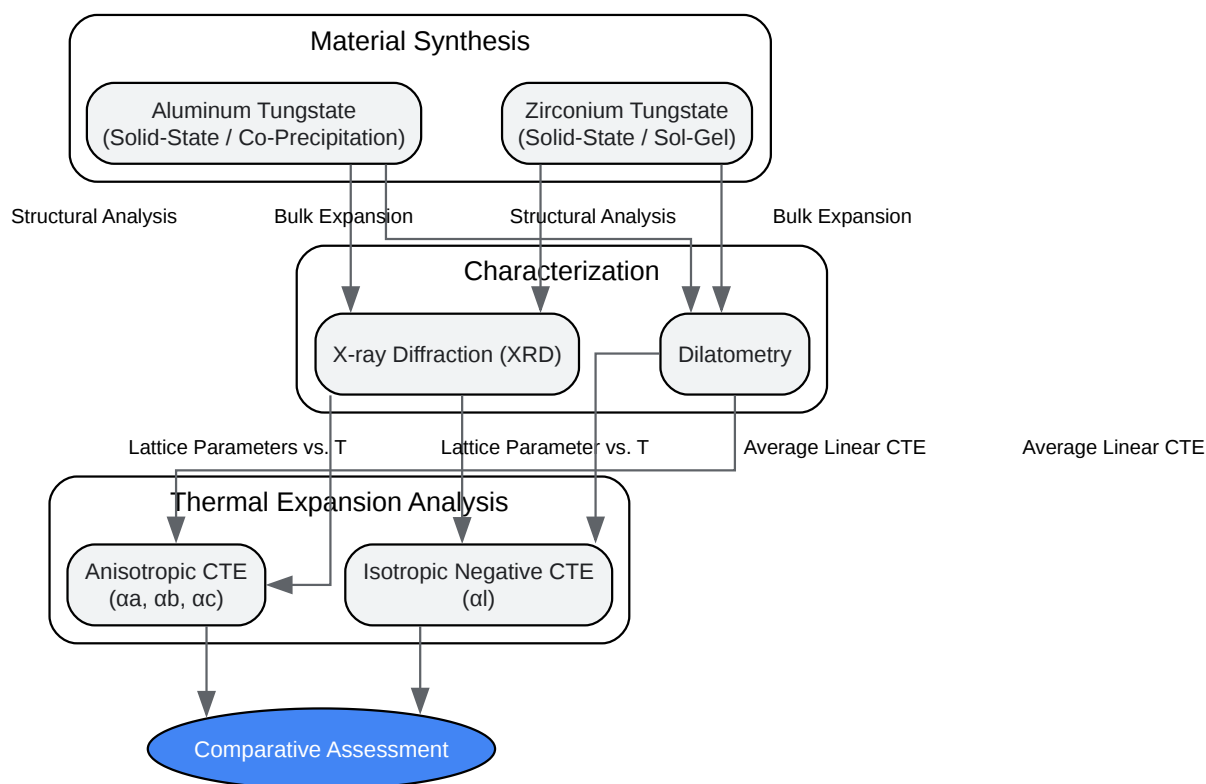 Material Synthesis
Aluminum Tungstate
(Solid-State / Co-Precipitation)
Zirconium Tungstate
(Solid-State / Sol-Gel)
Structural Analysis
Bulk Expansion
Structural Analysis
Bulk Expansion
Characterization
X-ray Diffraction (XRD)
Dilatometry
Lattice Parameters vs. T
Lattice Parameter vs. T
Average Linear CTE
Average Linear CTE
Thermal Expansion Analysis
Anisotropic CTE
(αa, αb, αc)
Isotropic Negative CTE
(αl)
Comparative Assessment